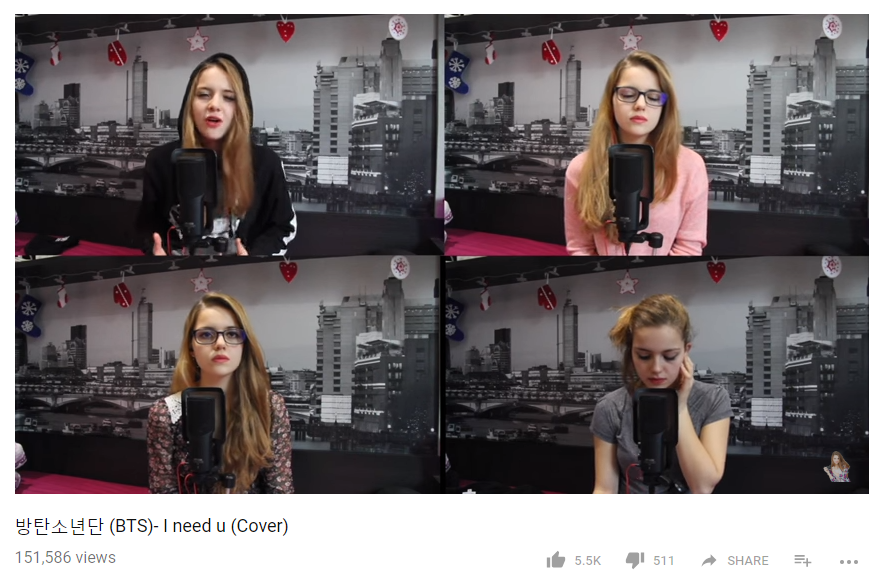 방탄소년단 (BTS)- I need u (Cover)
151,586 views
5.5K 511 SHARE